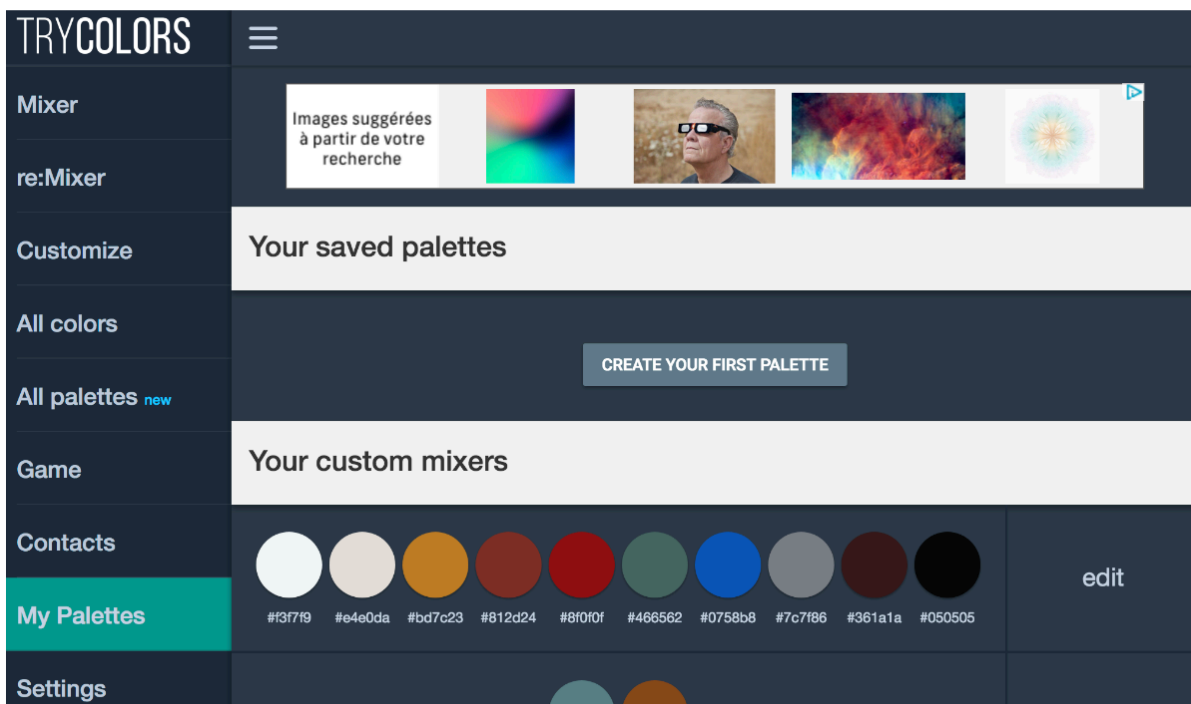 TRYCOLORS
Mixer
re:Mixer
Customize
All colors
All palettes new
Game
Contacts
My Palettes
Settings
Images suggérées
à partir de votre
recherche
Your saved palettes
CREATE YOUR FIRST PALETTE
Your custom mixers
#f3f7f9 #e4e0da #bd7c23 #812d24 #8f0f0f #466562 #0758b8 #7c7f86 #361a1a #050505
edit